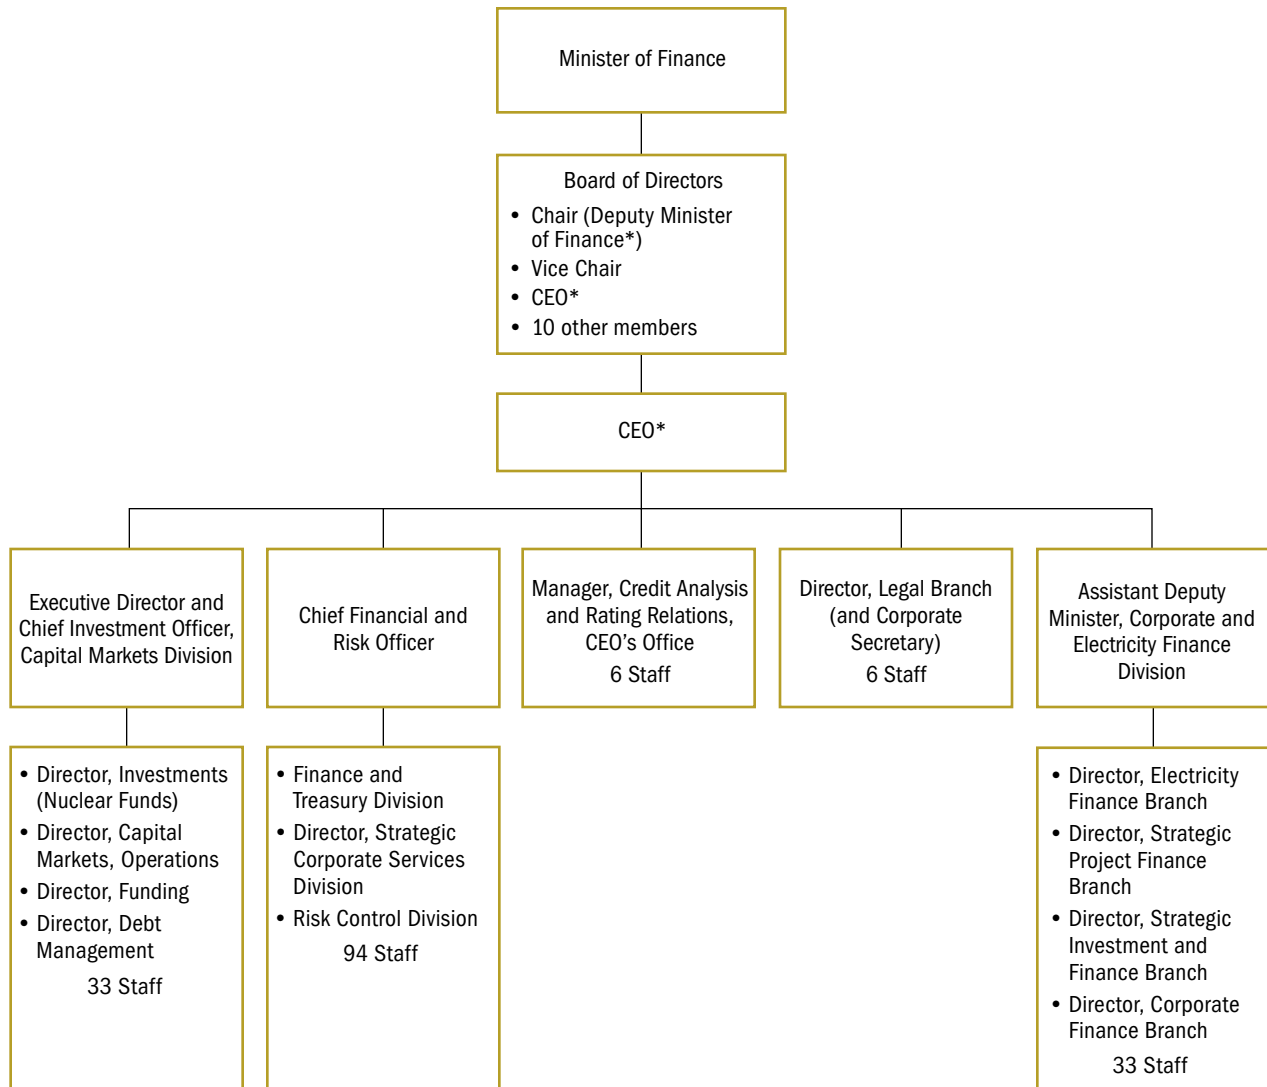 Minister of Finance
Board of Directors
• Chair (Deputy Minister
of Finance*)
• Vice Chair
• CEO*
• 10 other members
CEO*
Executive Director and
Chief Investment Officer,
Capital Markets Division
Chief Financial and
Risk Officer
Manager, Credit Analysis
and Rating Relations,
CEO’s Office
6 Staff
Director, Legal Branch
(and Corporate
Secretary)
6 Staff
Assistant Deputy
Minister, Corporate and
Electricity Finance
Division
• Director, Investments
(Nuclear Funds)
• Director, Capital
Markets, Operations
• Director, Funding
• Director, Debt
Management
33 Staff
• Finance and
Treasury Division
• Director, Strategic
Corporate Services
Division
• Risk Control Division
94 Staff
• Director, Electricity
Finance Branch
• Director, Strategic
Project Finance
Branch
• Director, Strategic
Investment and
Finance Branch
• Director, Corporate
Finance Branch
33 Staff